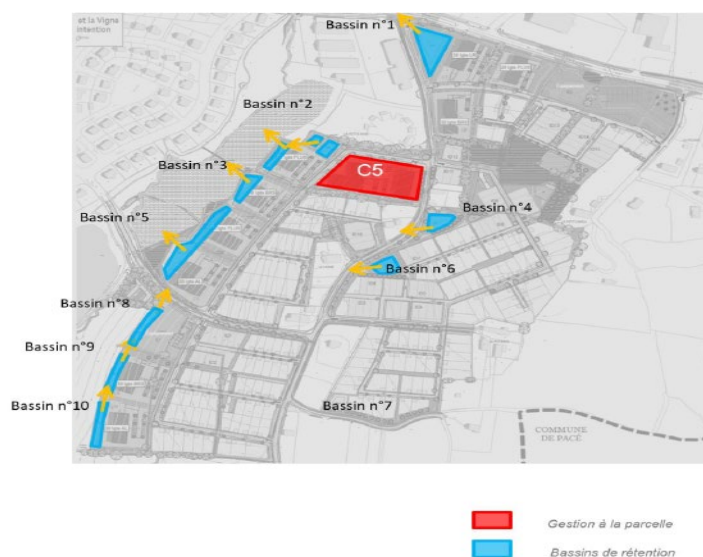 et la Vigne
Intention
Bassin n°1
Bassin n°2
Bassin n°3
C5
Bassin n°4
Bassin n°5
Bassin n°6
Bassin n°8
Bassin n°9
Bassin n°10
Bassin n°7
COMMUNE
DE PACÉ
Gestion à la parcelle
Bassins de rétention